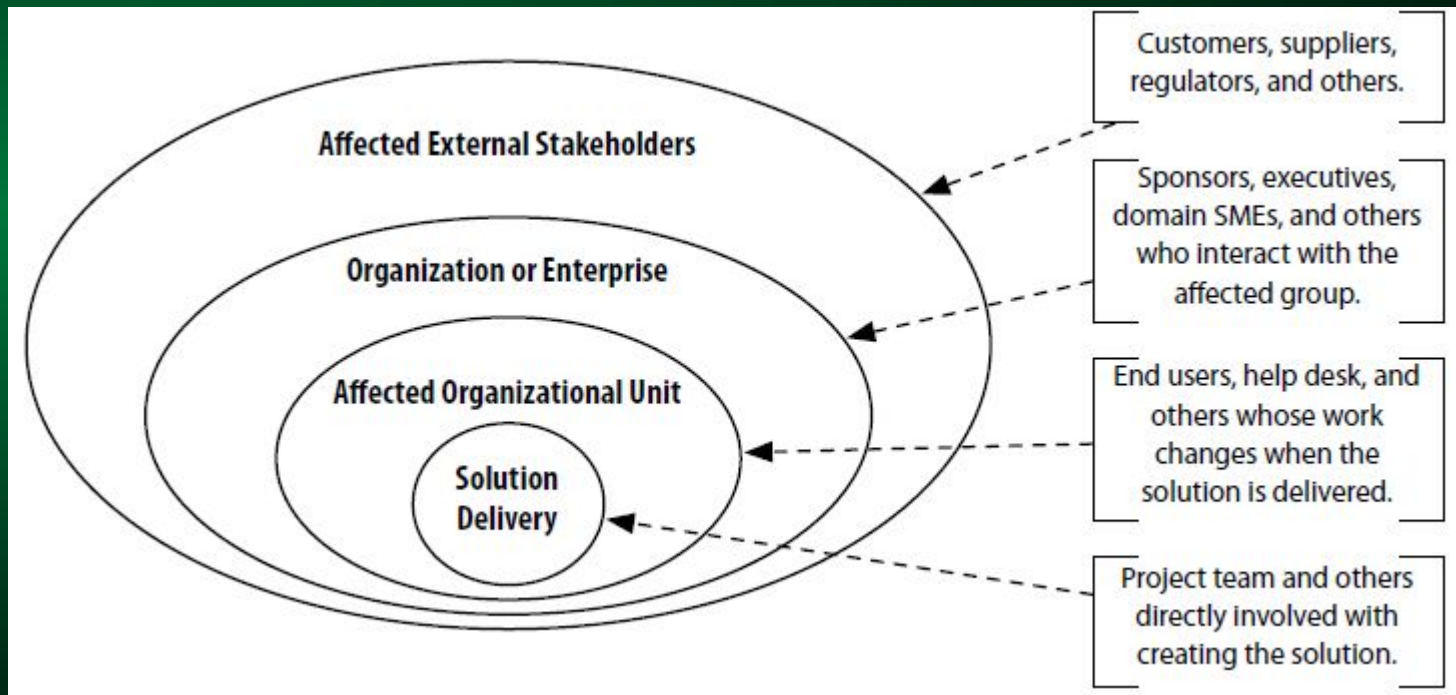 Affected External Stakeholders
Organization or Enterprise
Affected Organizational Unit
Solution
Delivery
Customers, suppliers,
regulators, and others.
Sponsors, executives,
domain SMEs, and others
who interact with the
affected group.
End users, help desk, and
others whose work
changes when the
solution is delivered.
Project team and others
directly involved with
creating the solution.